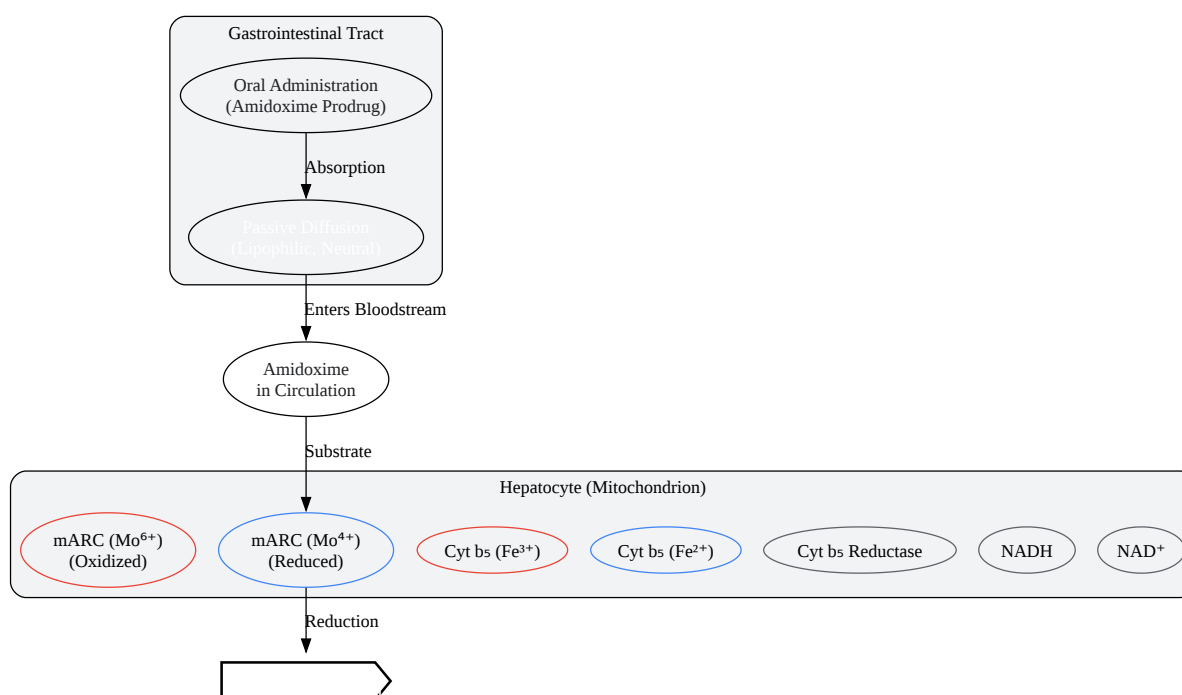 Gastrointestinal Tract
Oral Administration
(Amidoxime Prodrug)
Absorption
Passive Diffusion
(Lipophilic, Neutral)
Enters Bloodstream
Amidoxime
in Circulation
Substrate
Hepatocyte (Mitochondrion)
mARC (Mo⁶⁺)
(Oxidized)
mARC (Mo⁴⁺)
(Reduced)
Cyt b₅ (Fe³⁺)
Cyt b₅ (Fe²⁺)
Cyt b₅ Reductase
NADH
NAD⁺
Reduction